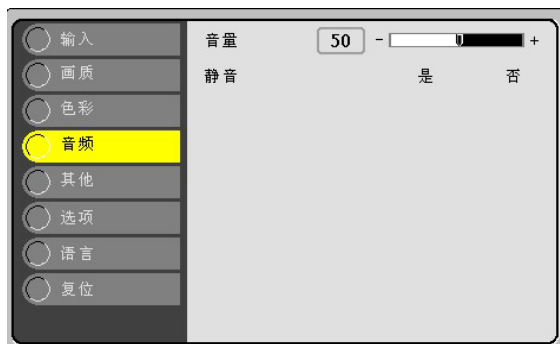 输入
画质
色彩
音频
其他
选项
语言
复位
音量 50 - +
静音 是 否